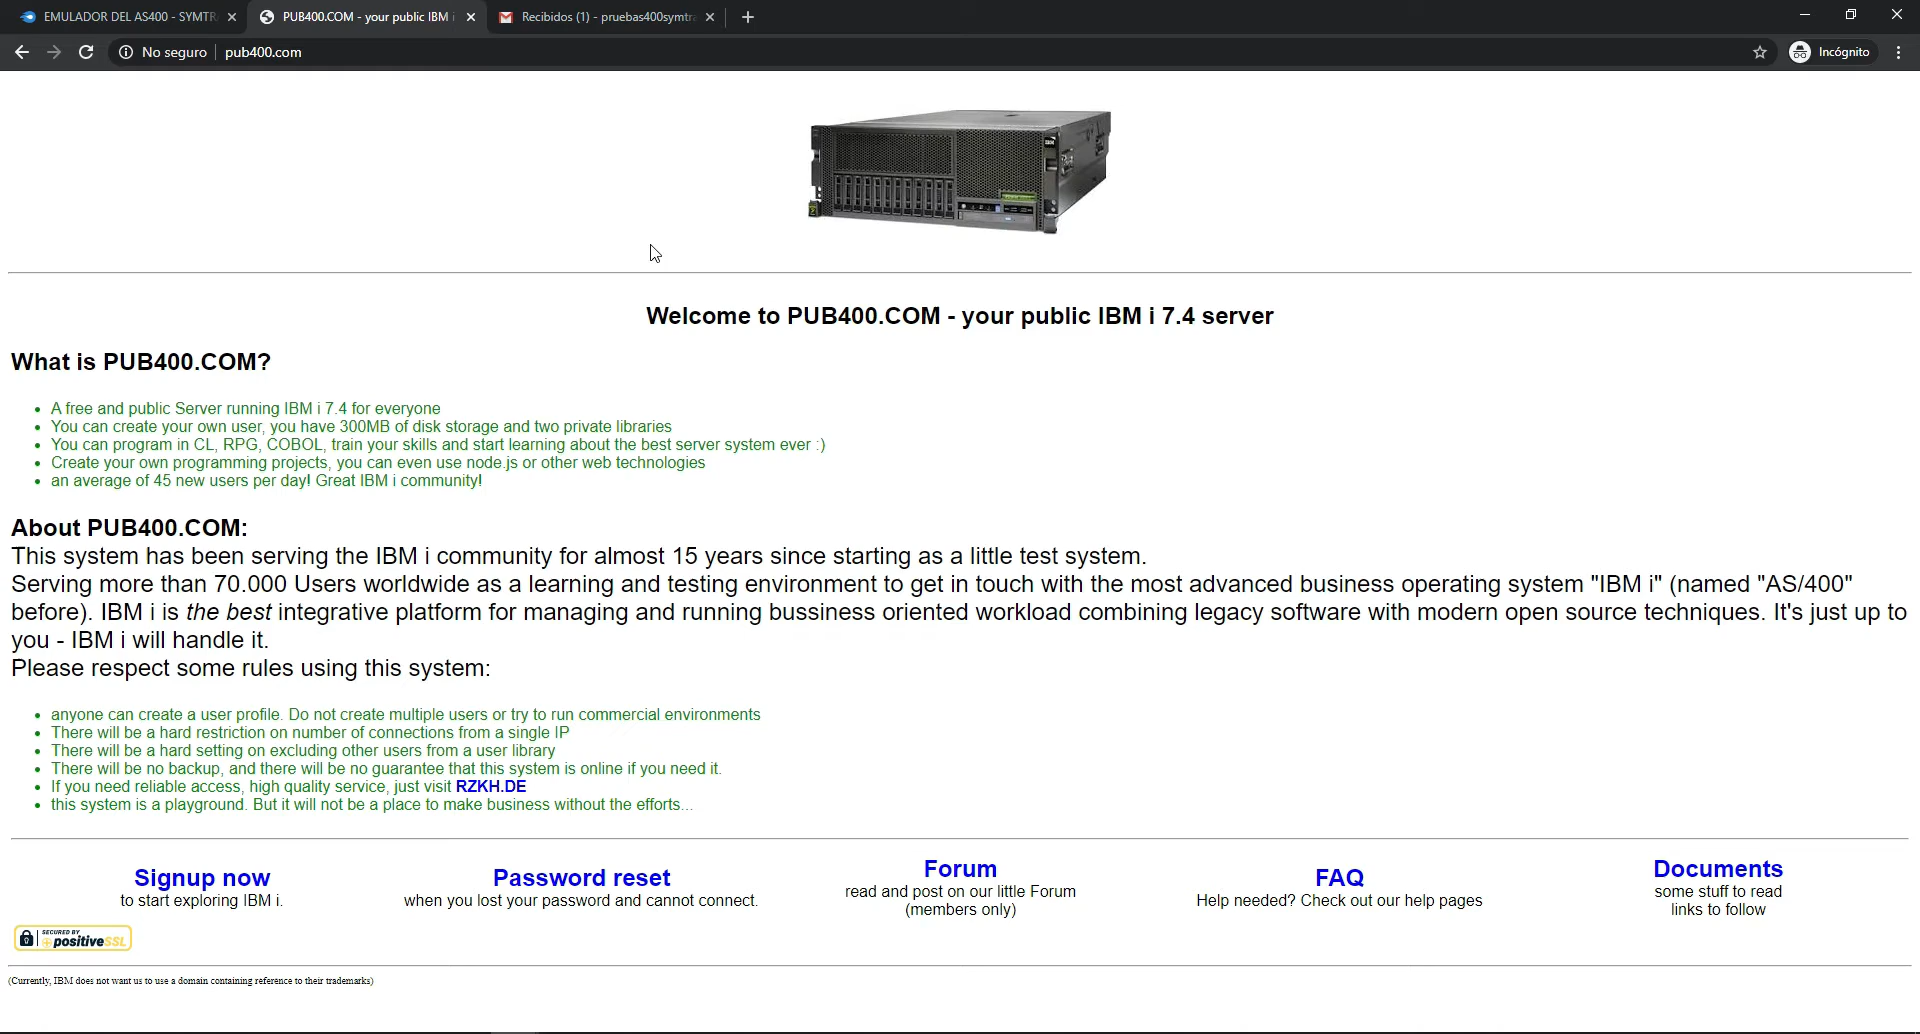 EMULADOR DEL AS400 - SYMTR
PUB400.COM - your public IBM i
Recibidos (1) - pruebas400symtra
No seguro
pub400.com
Incógnito
IBM
Welcome to PUB400.COM - your public IBM i 7.4 server
What is PUB400.COM?
A free and public Server running IBM i 7.4 for everyone
You can create your own user, you have 300MB of disk storage and two private libraries
You can program in CL, RPG, COBOL, train your skills and start learning about the best server system ever :)
Create your own programming projects, you can even use node.js or other web technologies
an average of 45 new users per day! Great IBM i community!
About PUB400.COM:
This system has been serving the IBM i community for almost 15 years since starting as a little test system.
Serving more than 70.000 Users worldwide as a learning and testing environment to get in touch with the most advanced business operating system "IBM i" (named "AS/400"
before). IBM i is the best integrative platform for managing and running bussiness oriented workload combining legacy software with modern open source techniques. It's just up to
you - IBM i will handle it.
Please respect some rules using this system:
anyone can create a user profile. Do not create multiple users or try to run commercial environments
There will be a hard restriction on number of connections from a single IP
There will be a hard setting on excluding other users from a user library
There will be no backup, and there will be no guarantee that this system is online if you need it.
If you need reliable access, high quality service, just visit RZKH.DE
this system is a playground. But it will not be a place to make business without the efforts...
Signup now
to start exploring IBM i.
Password reset
when you lost your password and cannot connect.
Forum
read and post on our little Forum
(members only)
FAQ
Help needed? Check out our help pages
Documents
some stuff to read
links to follow
SECURED BY
positiveSSL
(Currently, IBM does not want us to use a domain containing reference to their trademarks)